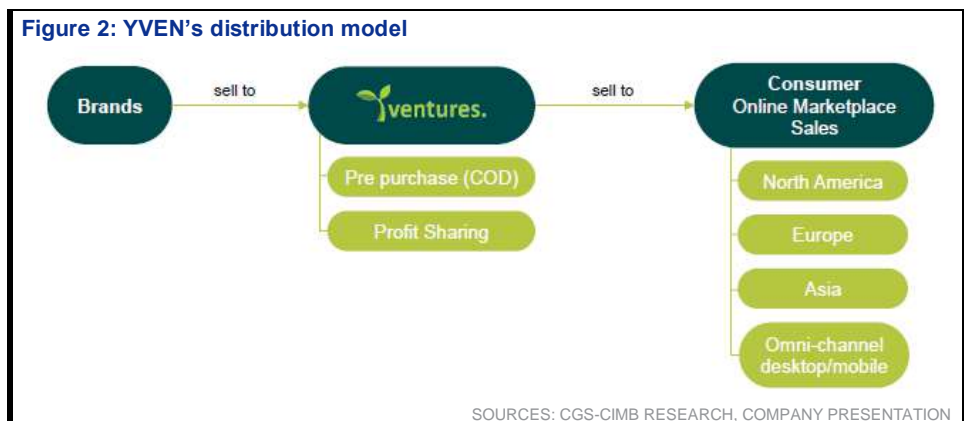 Figure 2: YVEN's distribution model
Brands
sell to
Yventures.
sell to
Consumer
Online Marketplace
Sales
Pre purchase (COD)
Profit Sharing
North America
Europe
Asia
Omni-channel
desktop/mobile
SOURCES: CGS-CIMB RESEARCH, COMPANY PRESENTATION